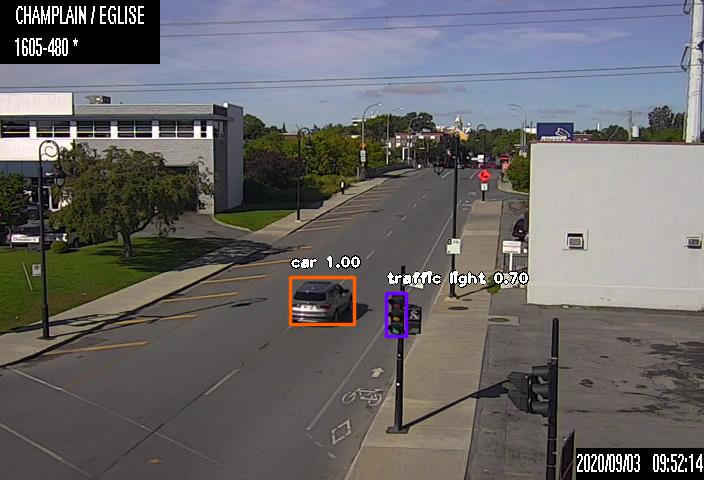 CHAMPLAIN / EGLISE
1605-480 *
car 1.00
traffic light 0.70
2020/09/03 09:52:14